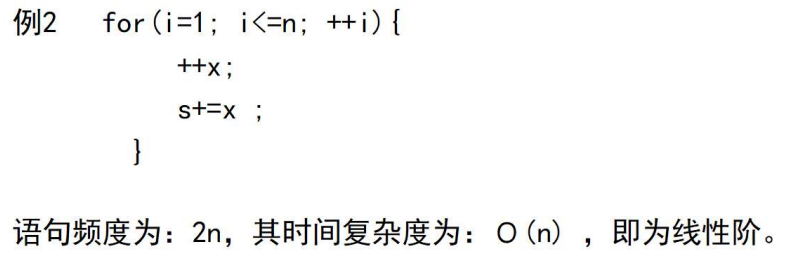 例2 for(i=1; i<=n; ++i){
++x;
s+=x ;
}
语句频度为：2n，其时间复杂度为：O(n) ，即为线性阶。